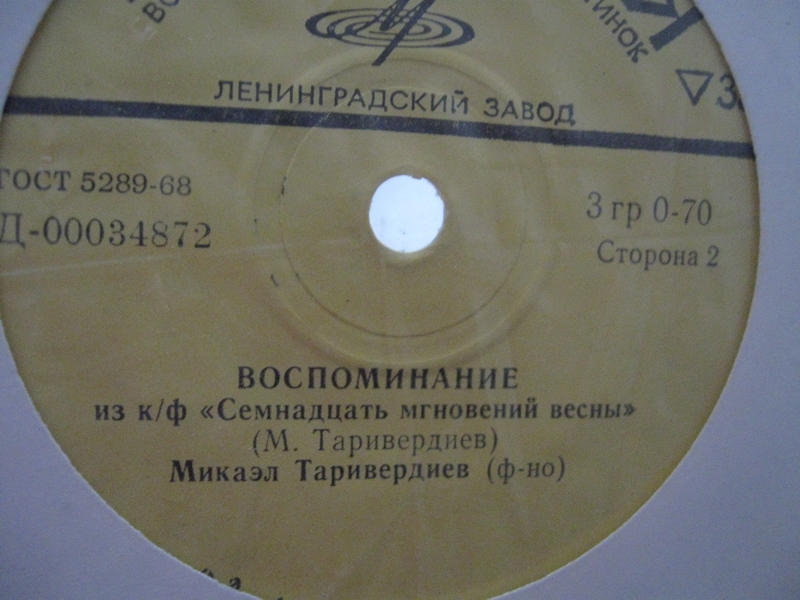 ЛЕНИНГРАДСКИЙ ЗАВОД
ГОСТ 5289-68
Д-00034872
3 гр 0-70
Сторона 2
ВОСПОМИНАНИЕ
из к/ф «Семнадцать мгновений весны»
(М. Таривердиев)
Микаэл Таривердиев (ф-но)